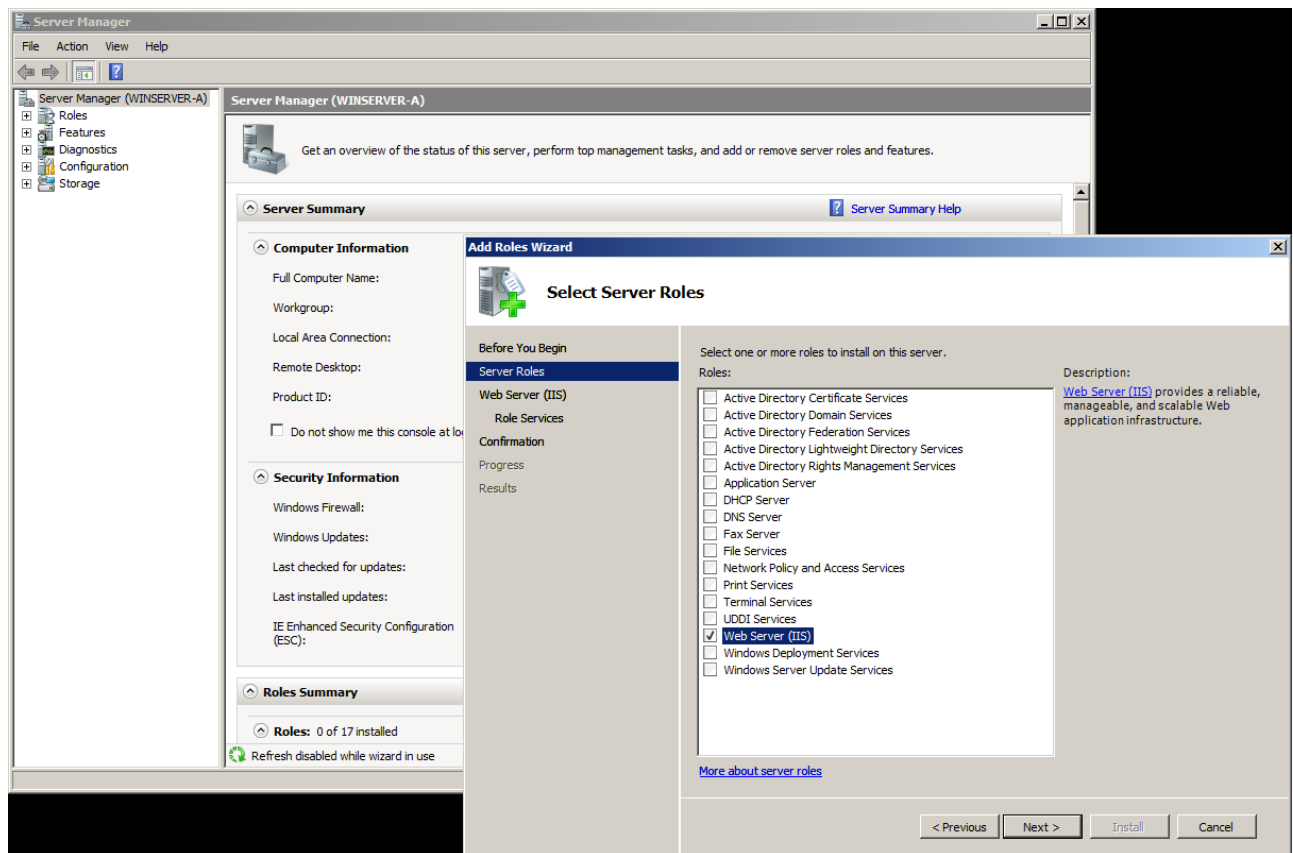 Server Manager
File Action View Help
Server Manager (WINSERVER-A)
Roles
Features
Diagnostics
Configuration
Storage
Server Manager (WINSERVER-A)
Get an overview of the status of this server, perform top management tasks, and add or remove server roles and features.
Server Summary
Server Summary Help
Computer Information
Full Computer Name:
Workgroup:
Local Area Connection:
Remote Desktop:
Product ID:
Do not show me this console at
Security Information
Windows Firewall:
Windows Updates:
Last checked for updates:
Last installed updates:
IE Enhanced Security Configuration
(ESC):
Roles Summary
Roles: 0 of 17 installed
Refresh disabled while wizard in use
Add Roles Wizard
Select Server Roles
Before You Begin
Server Roles
Web Server (IIS)
Role Services
Confirmation
Progress
Results
Select one or more roles to install on this server.
Roles:
Active Directory Certificate Services
Active Directory Domain Services
Active Directory Federation Services
Active Directory Lightweight Directory Services
Active Directory Rights Management Services
Application Server
DHCP Server
DNS Server
Fax Server
File Services
Network Policy and Access Services
Print Services
Terminal Services
UDDI Services
Web Server (IIS)
Windows Deployment Services
Windows Server Update Services
More about server roles
Description:
Web Server (IIS) provides a reliable,
manageable, and scalable Web
application infrastructure.
< Previous Next > Install Cancel